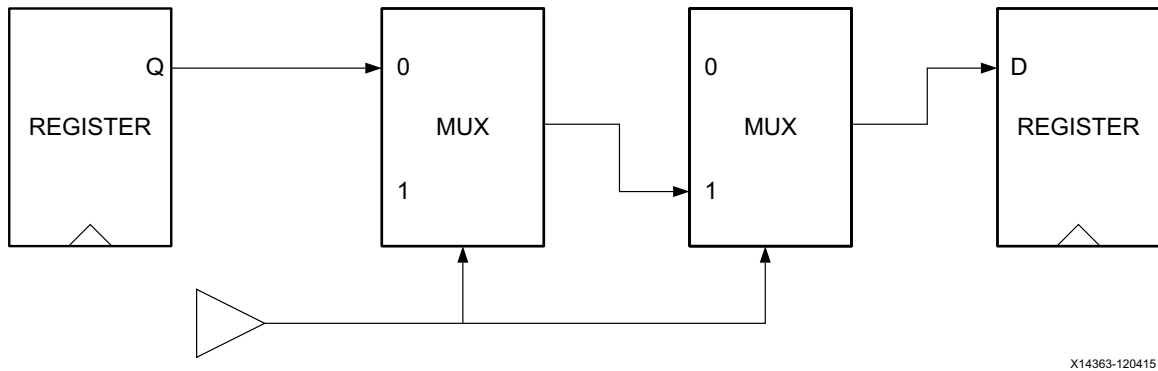 Q
0
0
D
REGISTER
MUX
MUX
REGISTER
1
1
X14363-120415